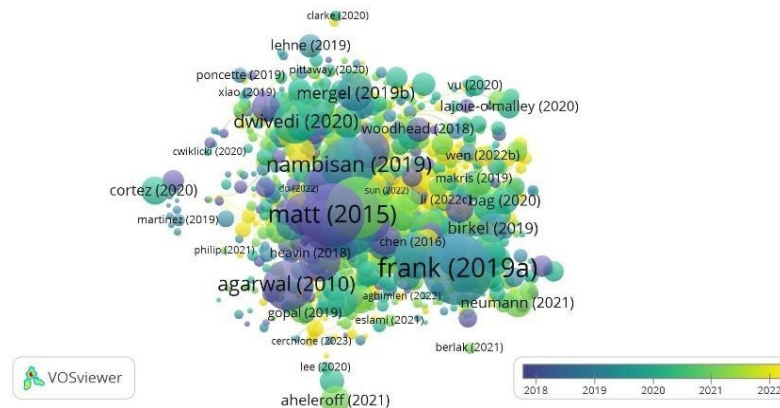 clarke (2020)
lehne (2019)
pittaway (2020)
poncette (2019)
xiao (2019)
mergel (2019b)
vu (2020)
lajoie-o'malley (2020)
dwivedi (2020)
woodhead (2018)
cwiklicki (2020)
nambisan (2019)
wen (2022b)
makris (2019)
cortez (2020)
du (2022)
sun (2022)
li (2022c)
bag (2020)
martinez (2019)
matt (2015)
birkel (2019)
chen (2016)
philip (2021)
heavin (2018)
frank (2019a)
agarwal (2010)
aghimien (2022)
neumann (2021)
gopal (2019)
eslami (2021)
cerchione (2023)
berlak (2021)
lee (2020)
aheleroff (2021)
VOSviewer
2018 2019 2020 2021 2022